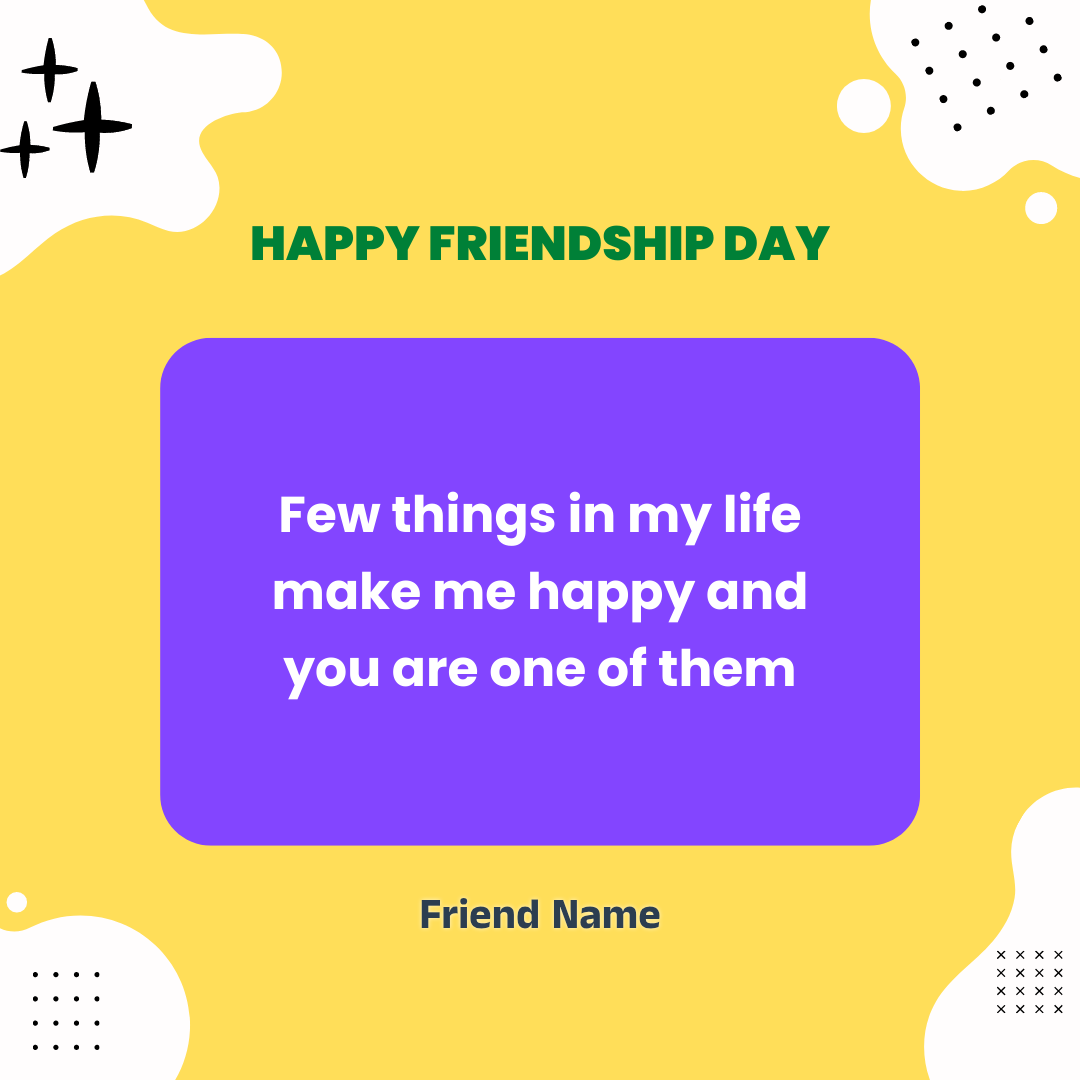 HAPPY FRIENDSHIP DAY
Few things in my life
make me happy and
you are one of them
Friend Name